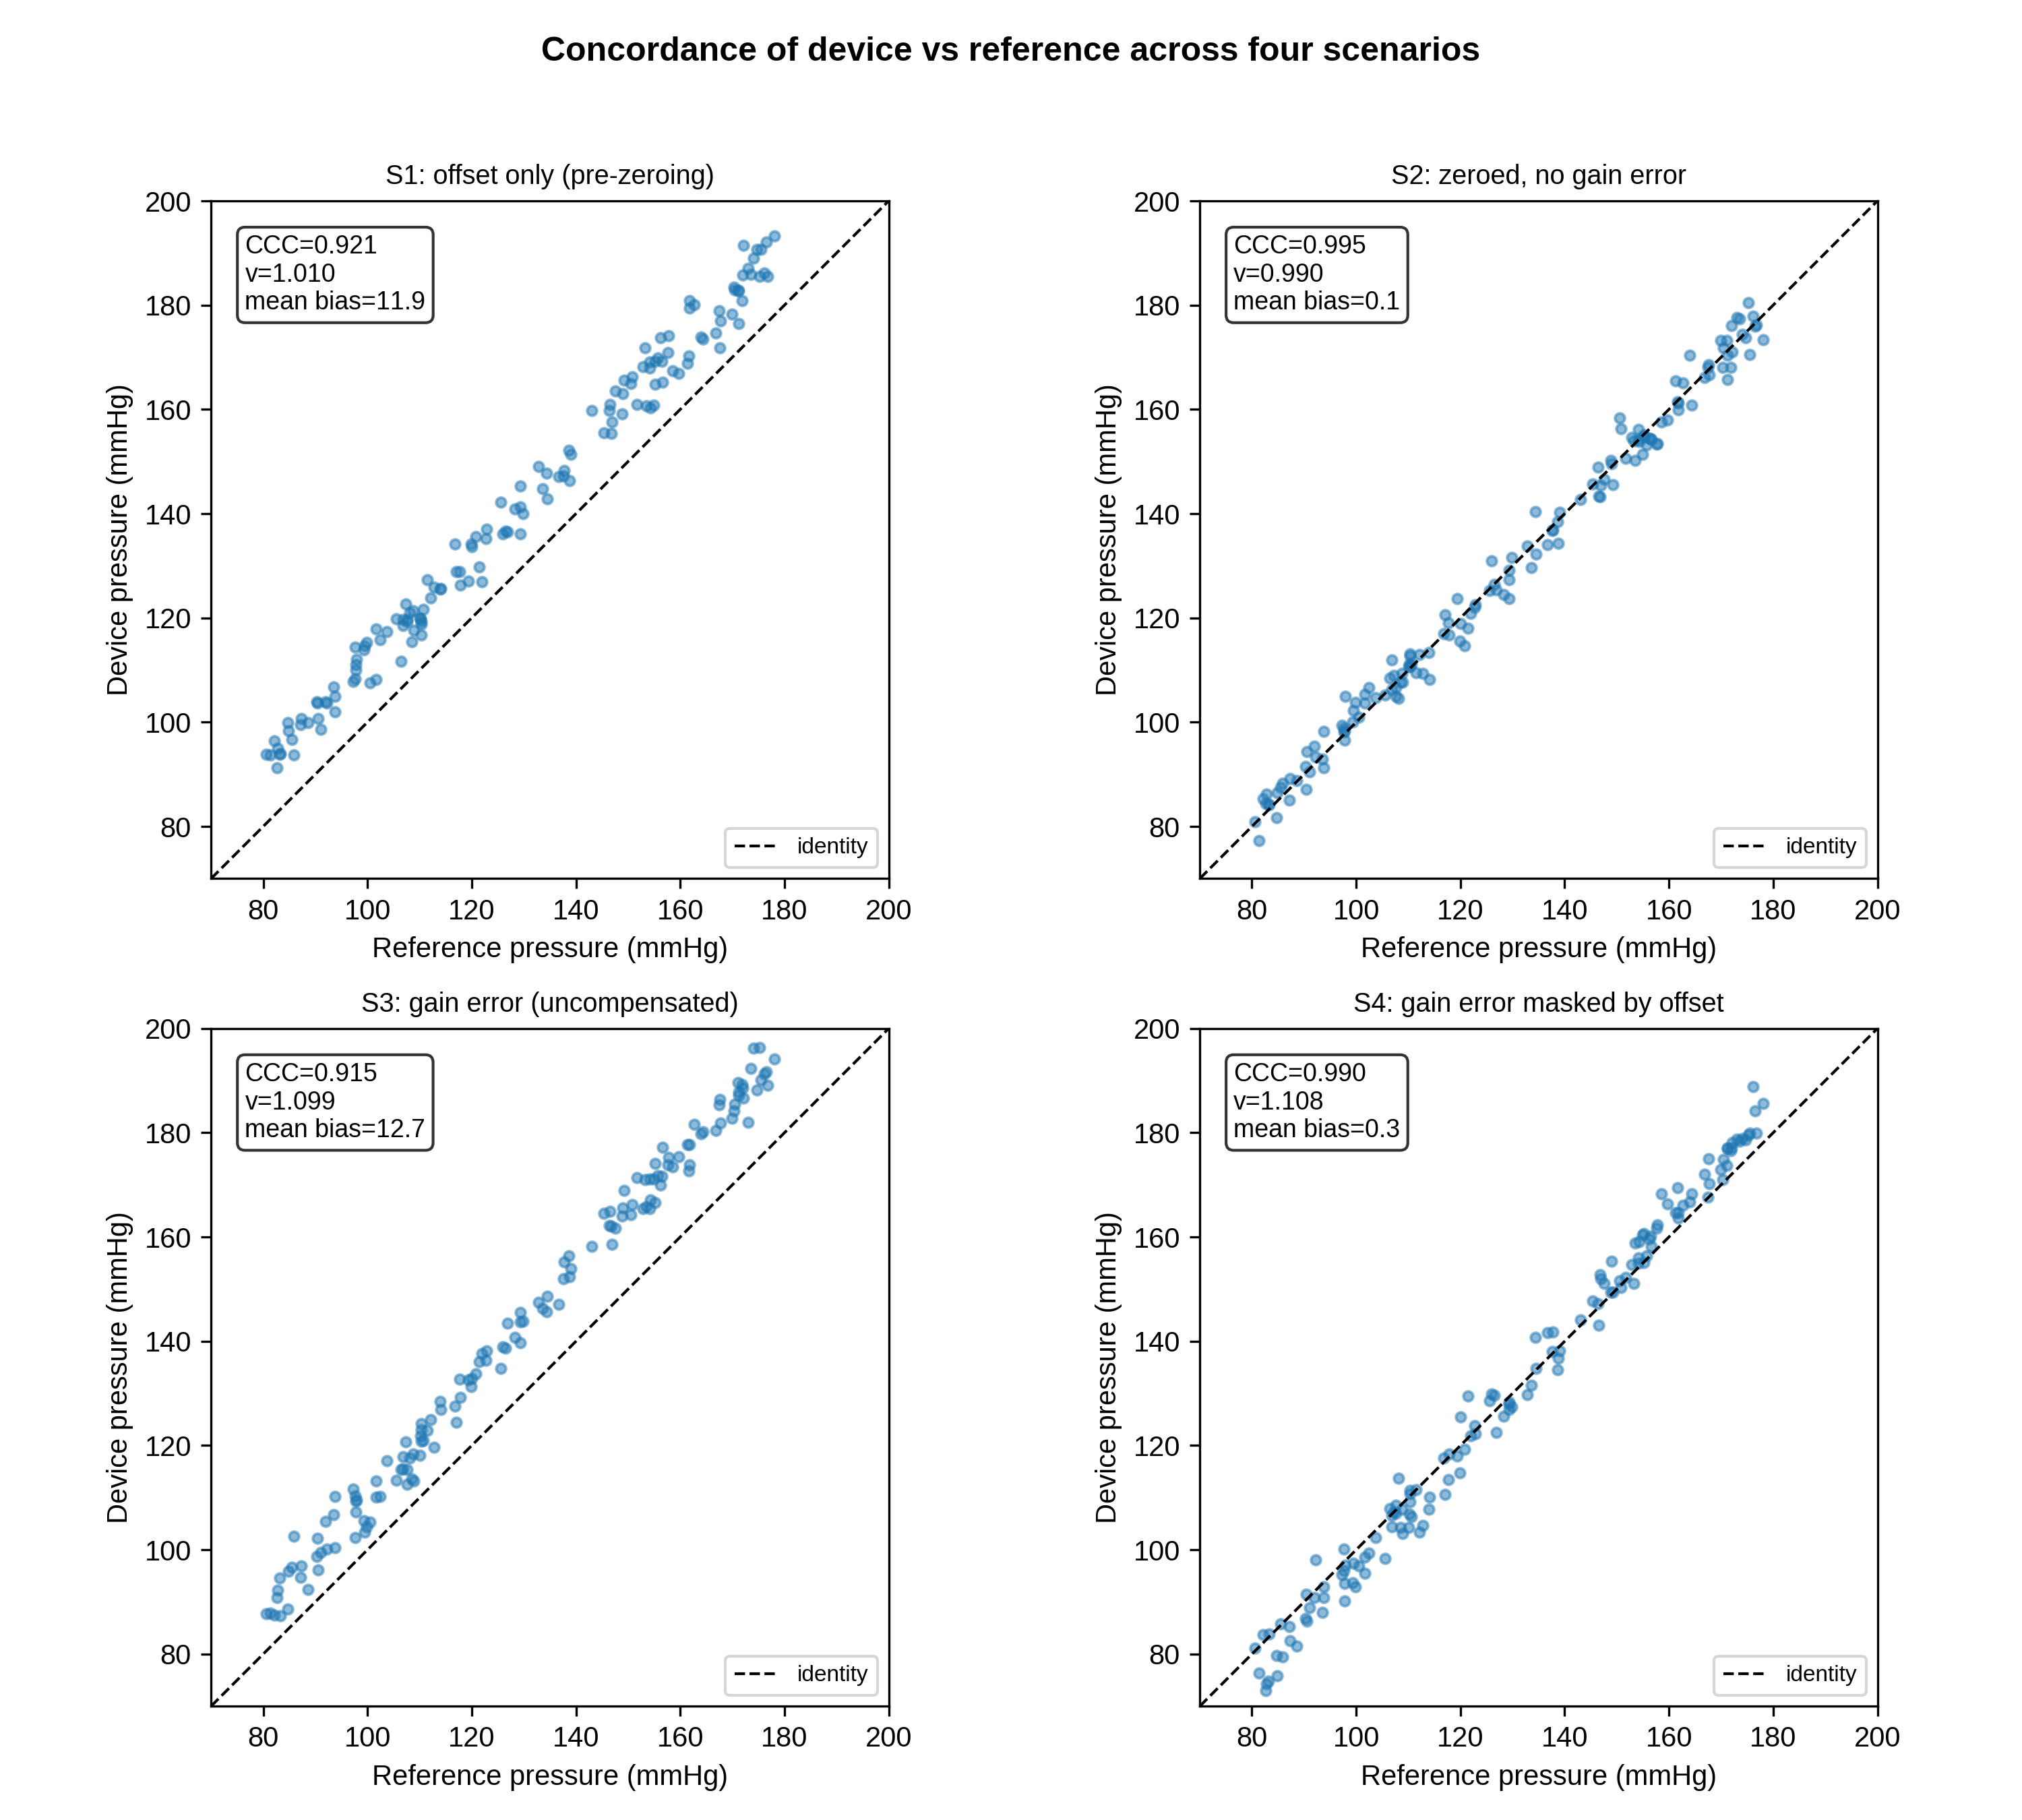 Concordance of device vs reference across four scenarios
S1: offset only (pre-zeroing)
CCC=0.921
v=1.010
mean bias=11.9
200
180
160
140
120
100
80
Device pressure (mmHg)
identity
80 100 120 140 160 180 200
Reference pressure (mmHg)
S2: zeroed, no gain error
CCC=0.995
v=0.990
mean bias=0.1
200
180
160
140
120
100
80
Device pressure (mmHg)
identity
80 100 120 140 160 180 200
Reference pressure (mmHg)
S3: gain error (uncompensated)
CCC=0.915
v=1.099
mean bias=12.7
200
180
160
140
120
100
80
Device pressure (mmHg)
identity
80 100 120 140 160 180 200
Reference pressure (mmHg)
S4: gain error masked by offset
CCC=0.990
v=1.108
mean bias=0.3
200
180
160
140
120
100
80
Device pressure (mmHg)
identity
80 100 120 140 160 180 200
Reference pressure (mmHg)